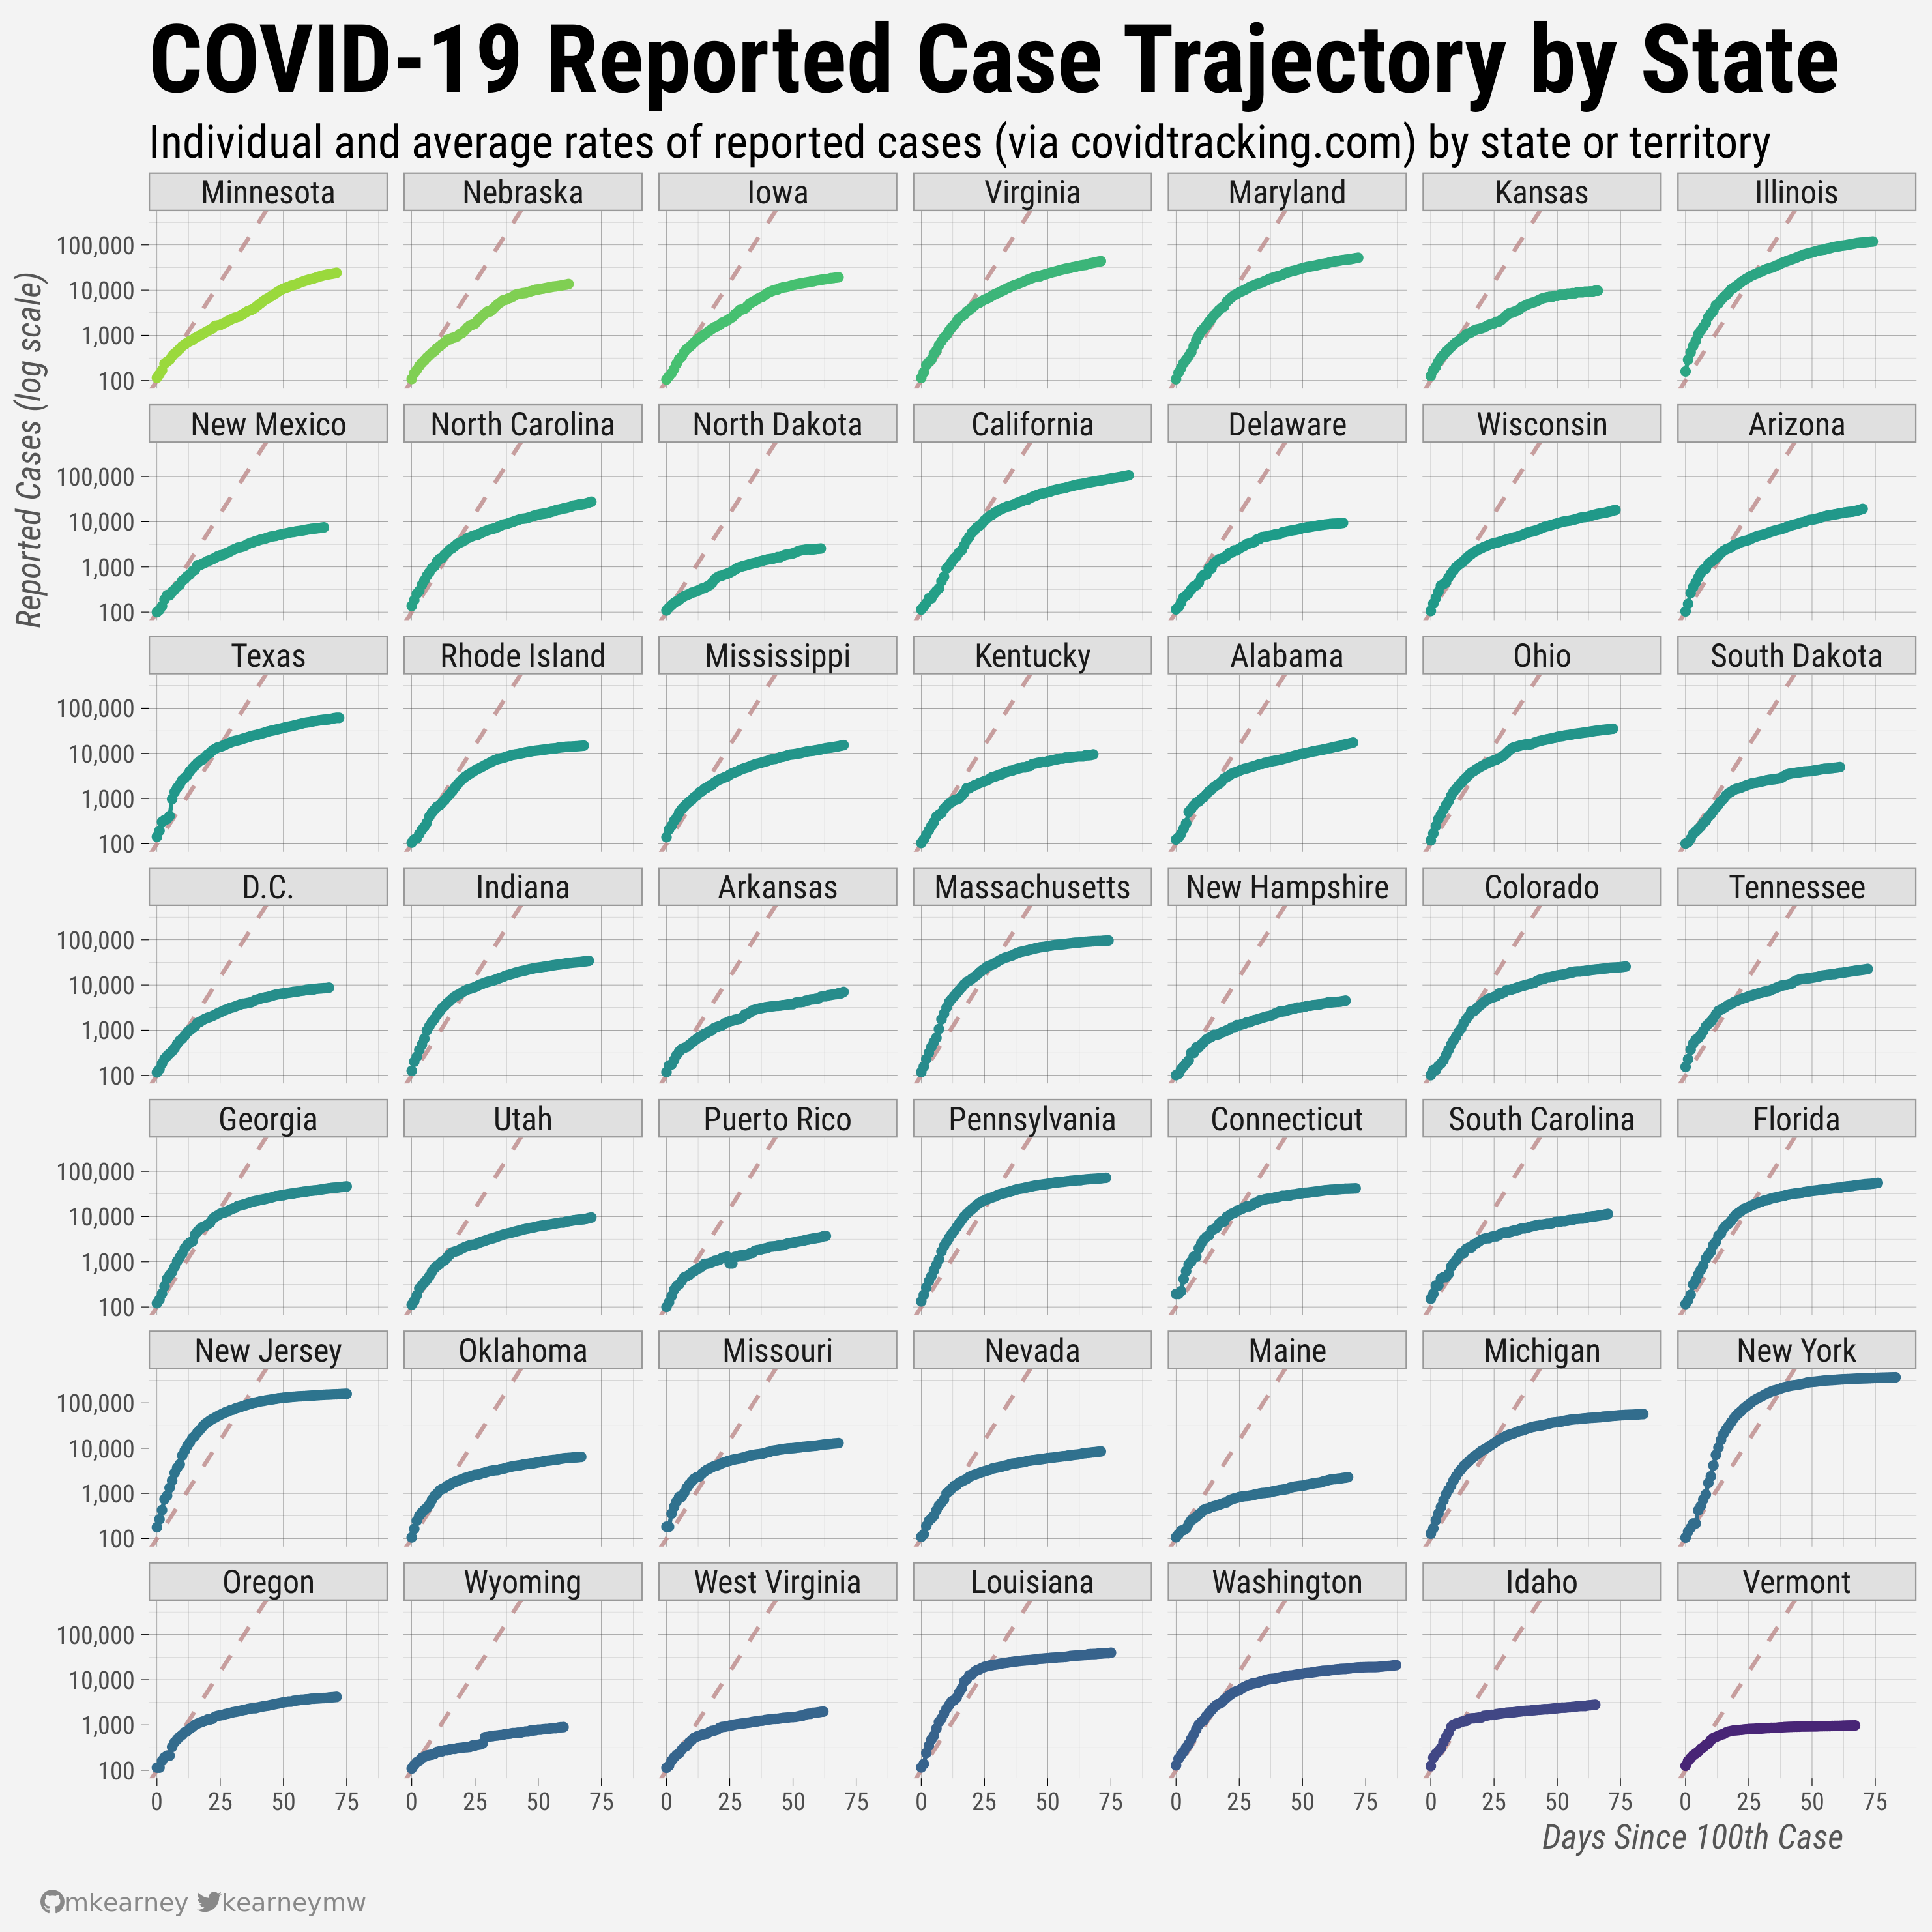 COVID-19 Reported Case Trajectory by State
Individual and average rates of reported cases (via covidtracking.com) by state or territory
Minnesota Nebraska Iowa Virginia Maryland Kansas Illinois
100,000
10,000
1,000
100
Reported Cases (log scale)
New Mexico North Carolina North Dakota California Delaware Wisconsin Arizona
100,000
10,000
1,000
100
Texas Rhode Island Mississippi Kentucky Alabama Ohio South Dakota
100,000
10,000
1,000
100
D.C. Indiana Arkansas Massachusetts New Hampshire Colorado Tennessee
100,000
10,000
1,000
100
Georgia Utah Puerto Rico Pennsylvania Connecticut South Carolina Florida
100,000
10,000
1,000
100
New Jersey Oklahoma Missouri Nevada Maine Michigan New York
100,000
10,000
1,000
100
Oregon Wyoming West Virginia Louisiana Washington Idaho Vermont
100,000
10,000
1,000
100
0 25 50 75 0 25 50 75 0 25 50 75 0 25 50 75 0 25 50 75 0 25 50 75 0 25 50 75
Days Since 100th Case
mkearney kearneymw